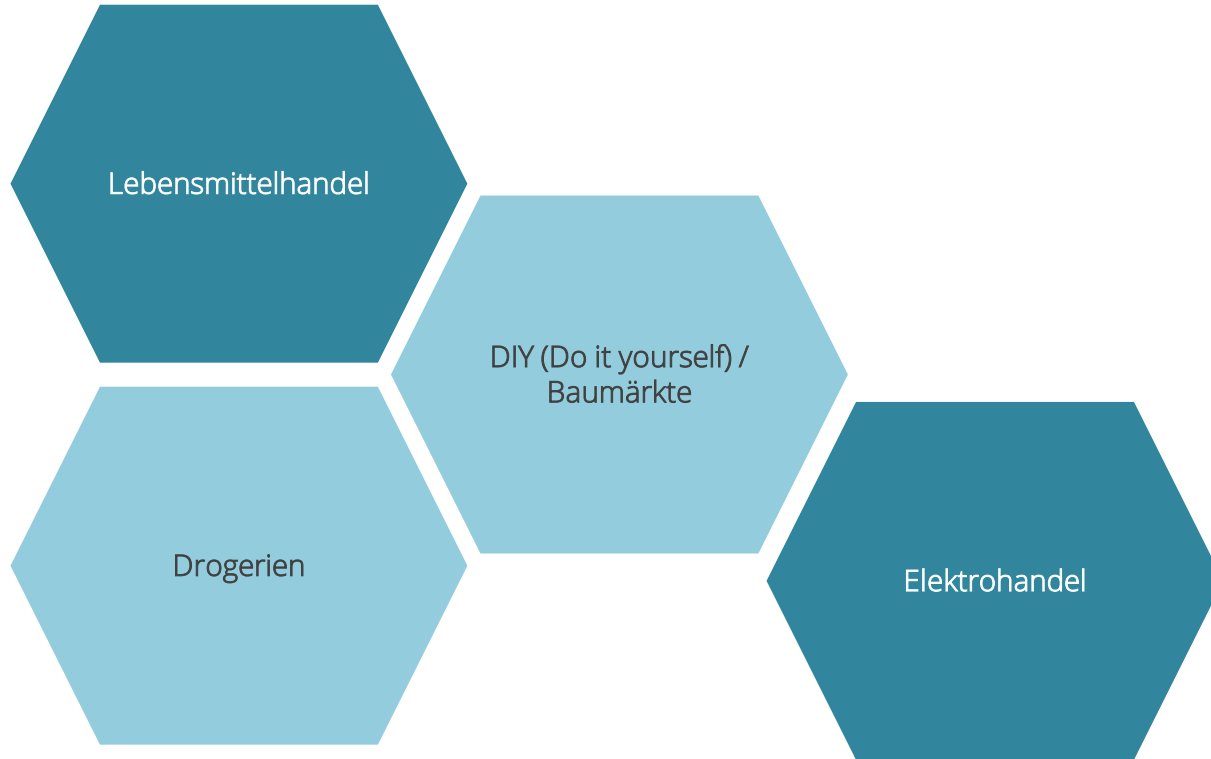 Lebensmittelhandel
DIY (Do it yourself) /
Baumärkte
Drogerien
Elektrohandel